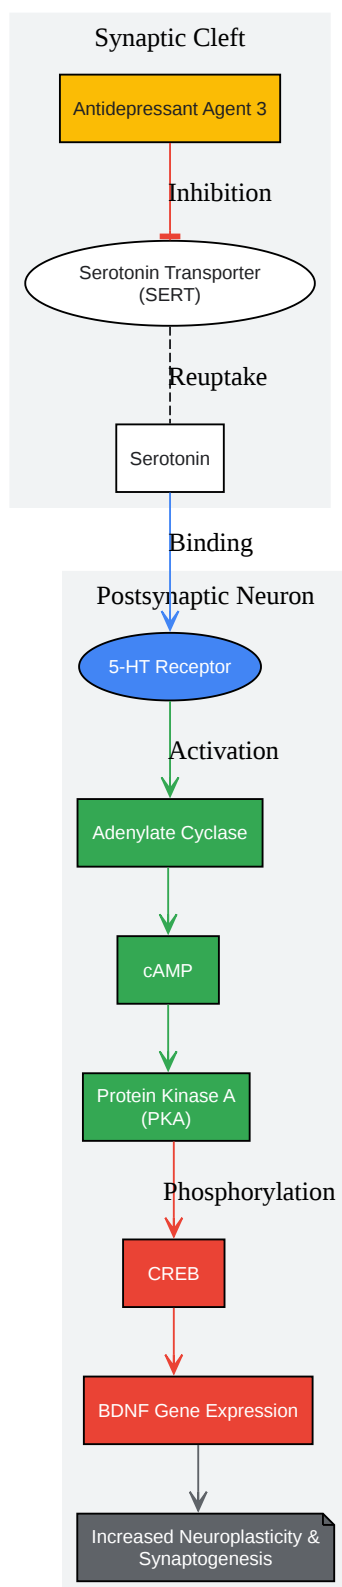 Synaptic Cleft
Antidepressant Agent 3
Inhibition
Serotonin Transporter
(SERT)
Reuptake
Serotonin
Binding
Postsynaptic Neuron
5-HT Receptor
Activation
Adenylate Cyclase
cAMP
Protein Kinase A
(PKA)
Phosphorylation
CREB
BDNF Gene Expression
Increased Neuroplasticity &
Synaptogenesis